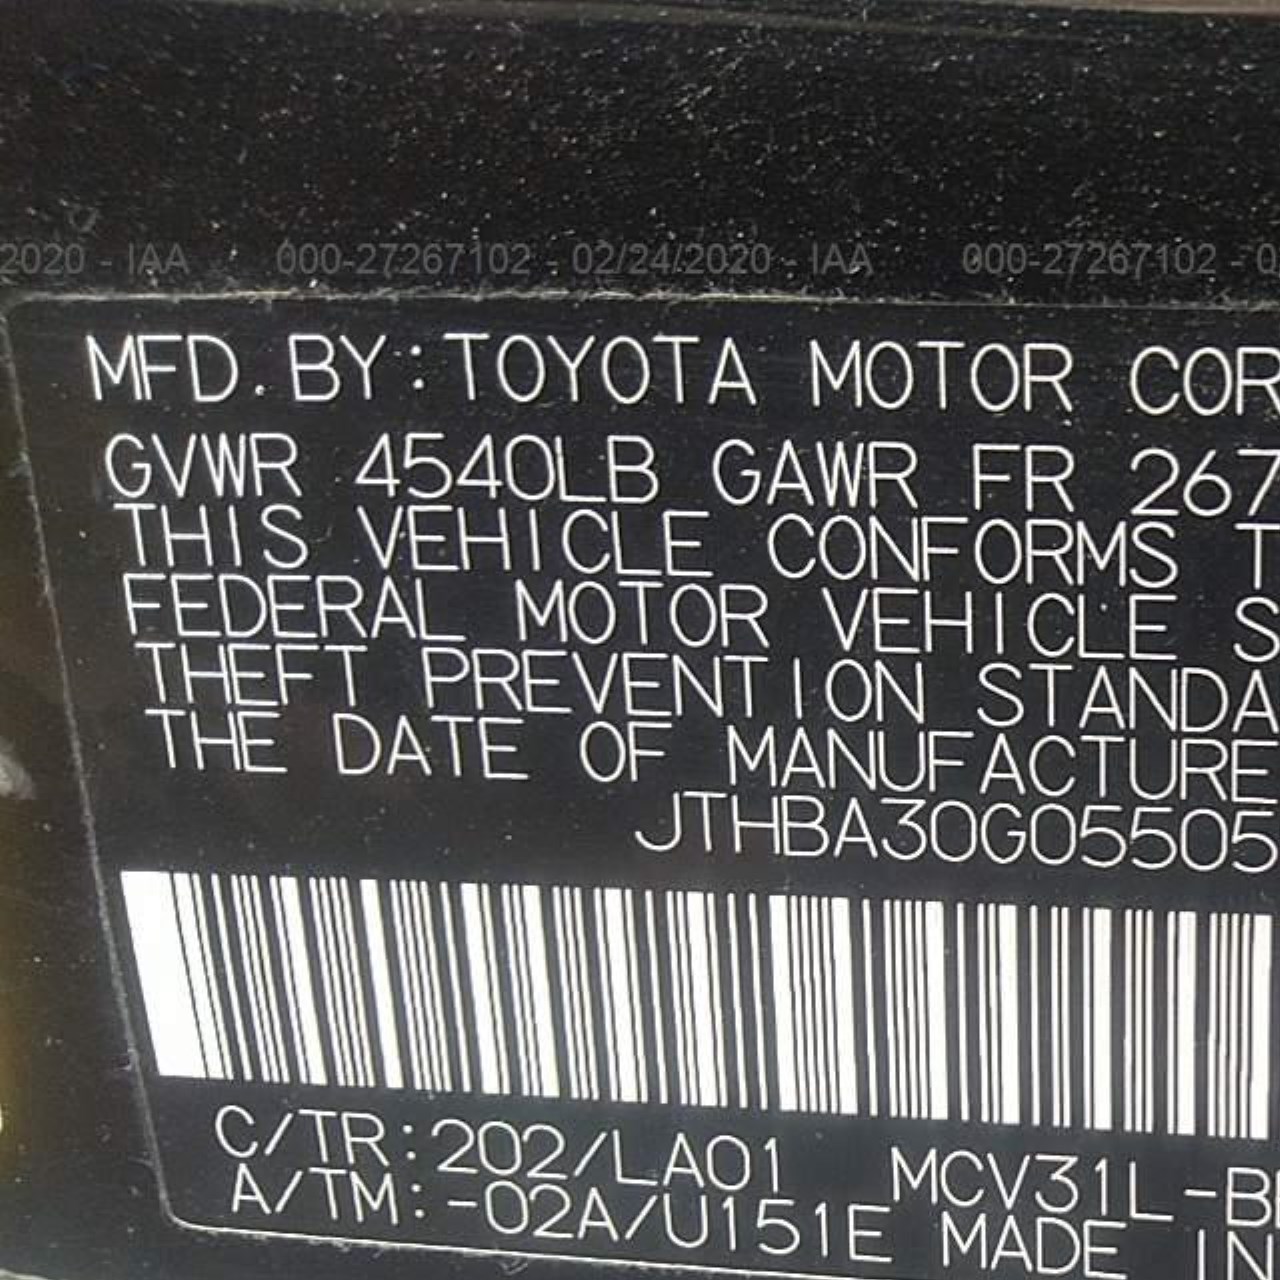 2020 - IAA 000-27267102 - 02/24/2020 - IAA 000-27267102 - 0
MFD. BY: TOYOTA MOTOR COR
GVWR 4540LB GAWR FR 267
THIS VEHICLE CONFORMS T
FEDERAL MOTOR VEHICLE S
THEFT PREVENTION STANDA
THE DATE OF MANUFACTURE
JTHBA30G05505
C/TR: 202/LA01 MCV31L-B
A/TM: -02A/U151E MADE IN